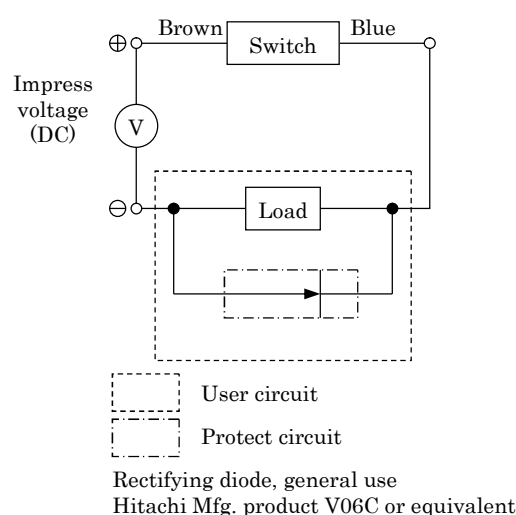 Brown
Switch
Blue
⊕
Impress
voltage
(DC)
V
⊖
Load
User circuit
Protect circuit
Rectifying diode, general use
Hitachi Mfg. product V06C or equivalent